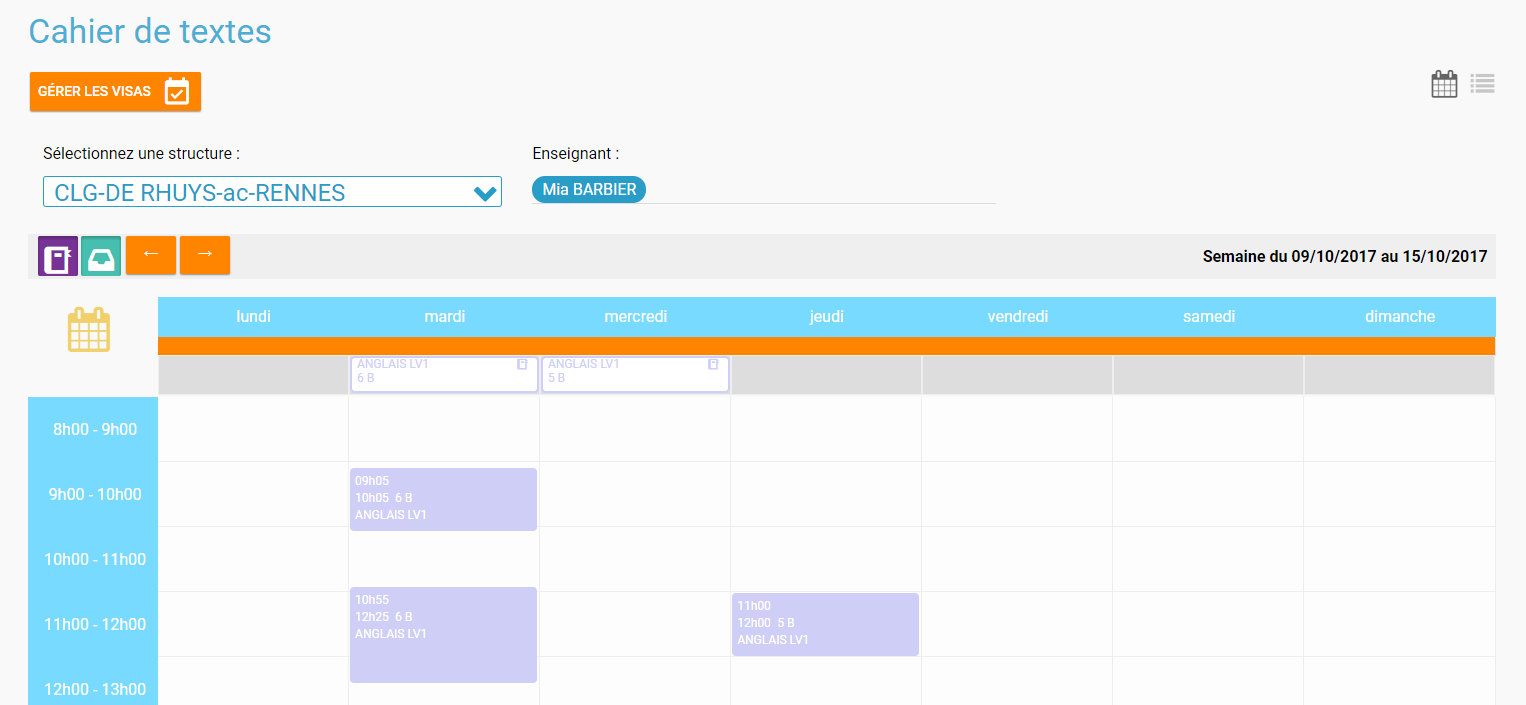 Cahier de textes
GÉRER LES VISAS
Sélectionnez une structure :
Enseignant :
CLG-DE RHUYS-ac-RENNES
Mia BARBIER
← →
Semaine du 09/10/2017 au 15/10/2017
lundi mardi mercredi jeudi vendredi samedi dimanche
ANGLAIS LV1
6 B
ANGLAIS LV1
5 B
8h00 - 9h00
9h00 - 10h00
09h05
10h05 6 B
ANGLAIS LV1
10h00 - 11h00
10h55
12h25 6 B
ANGLAIS LV1
11h00 - 12h00
11h00
12h00 5 B
ANGLAIS LV1
12h00 - 13h00